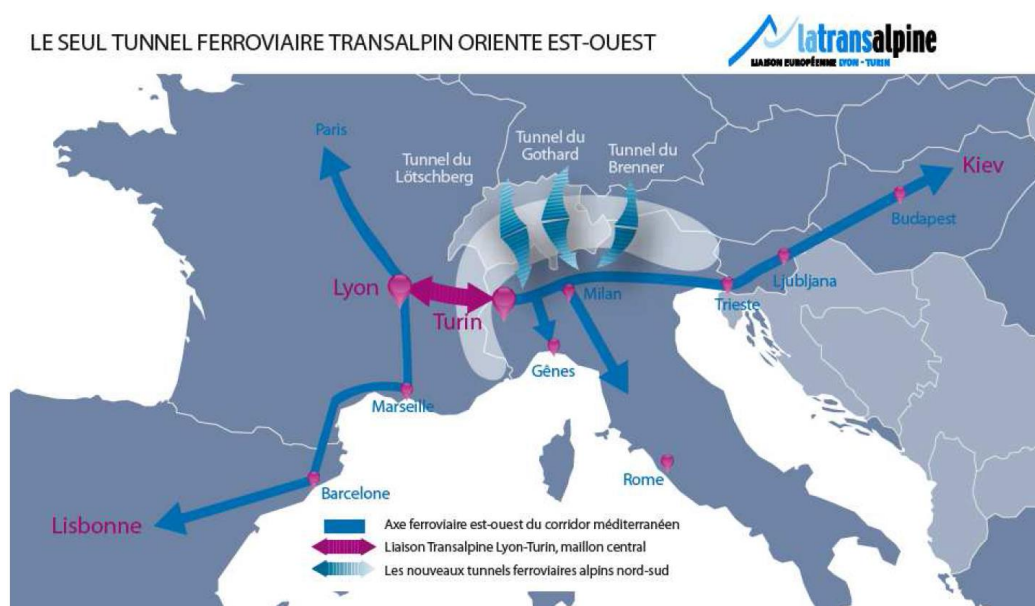 LE SEUL TUNNEL FERROVIAIRE TRANSALPIN ORIENTE EST-OUEST
latransalpine
LIAISON EUROPÉENNE LYON - TURIN
Paris
Tunnel du
Lötschberg
Tunnel du
Gothard
Tunnel du
Brenner
Kiev
Budapest
Ljubljana
Trieste
Milan
Lyon
Turin
Gênes
Marseille
Rome
Barcelone
Lisbonne
Axe ferroviaire est-ouest du corridor méditerranéen
Liaison Transalpine Lyon-Turin, maillon central
Les nouveaux tunnels ferroviaires alpins nord-sud